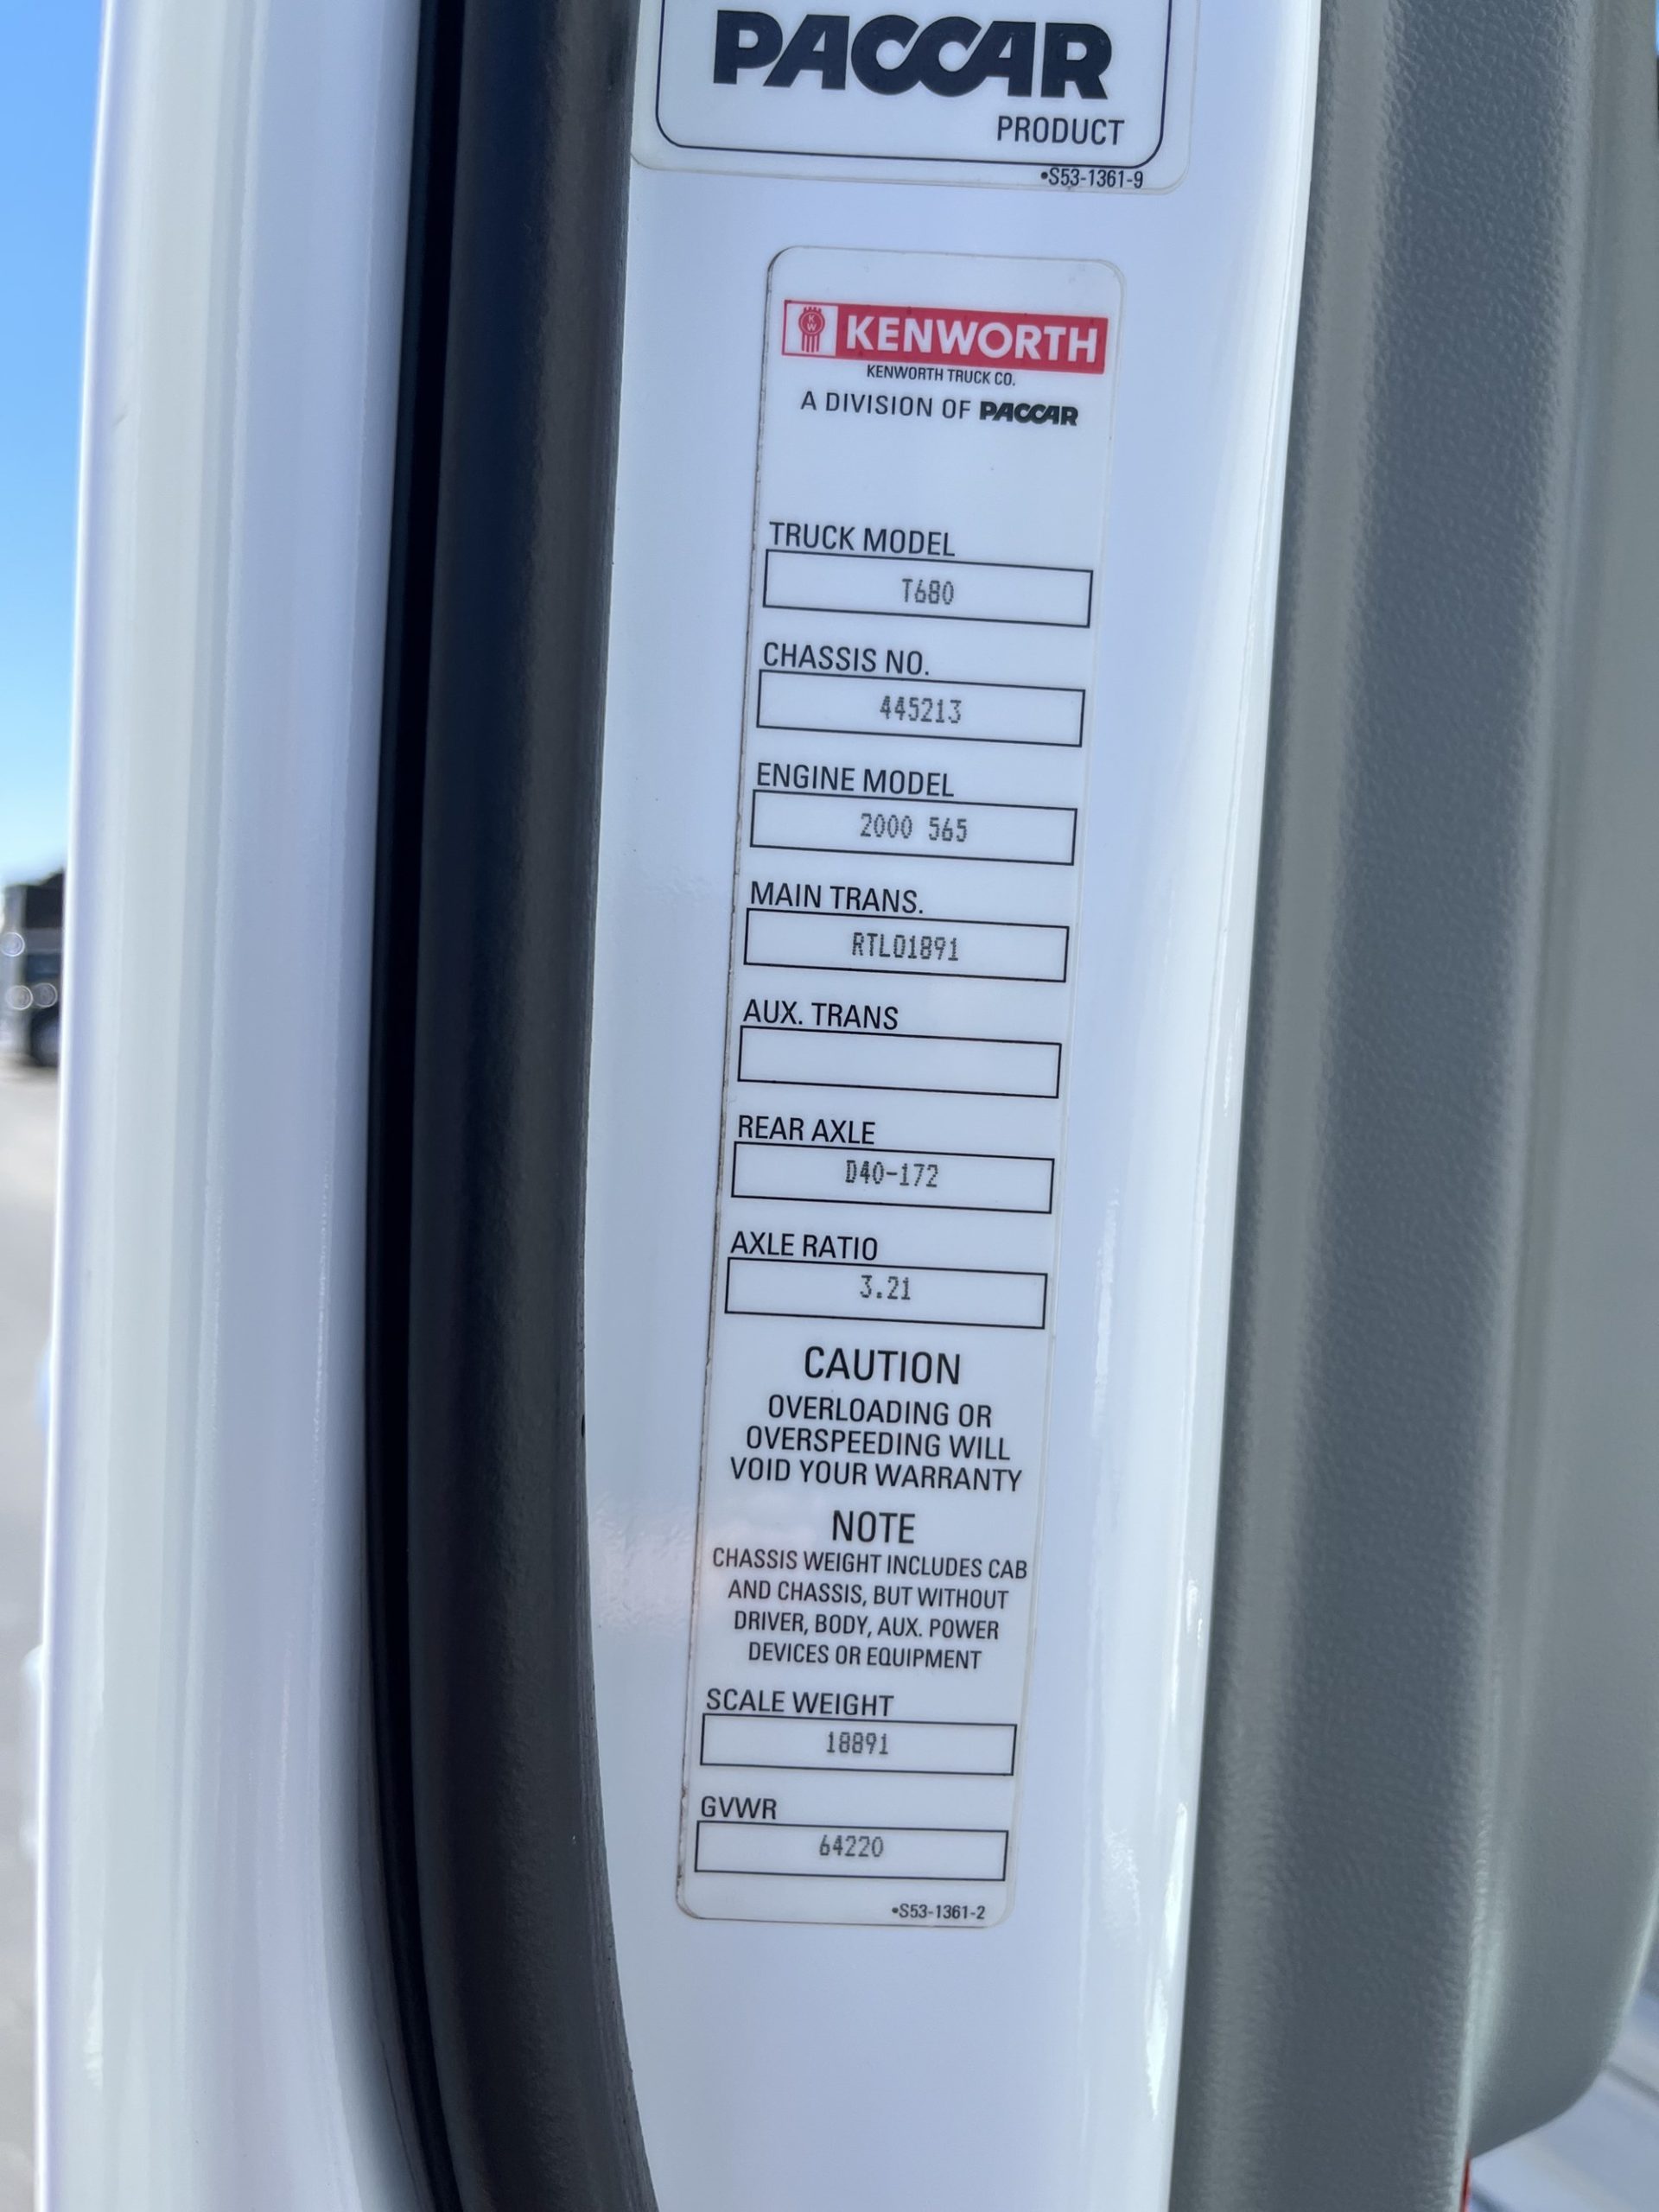 PACCAR
PRODUCT
•S53-1361-9
KW KENWORTH
KENWORTH TRUCK CO.
A DIVISION OF PACCAR
TRUCK MODEL
T680
CHASSIS NO.
445213
ENGINE MODEL
2000 565
MAIN TRANS.
RTLO1891
AUX. TRANS
REAR AXLE
D40-172
AXLE RATIO
3.21
CAUTION
OVERLOADING OR
OVERSPEEDING WILL
VOID YOUR WARRANTY
NOTE
CHASSIS WEIGHT INCLUDES CAB
AND CHASSIS, BUT WITHOUT
DRIVER, BODY, AUX. POWER
DEVICES OR EQUIPMENT
SCALE WEIGHT
18891
GVWR
64220
•S53-1361-2